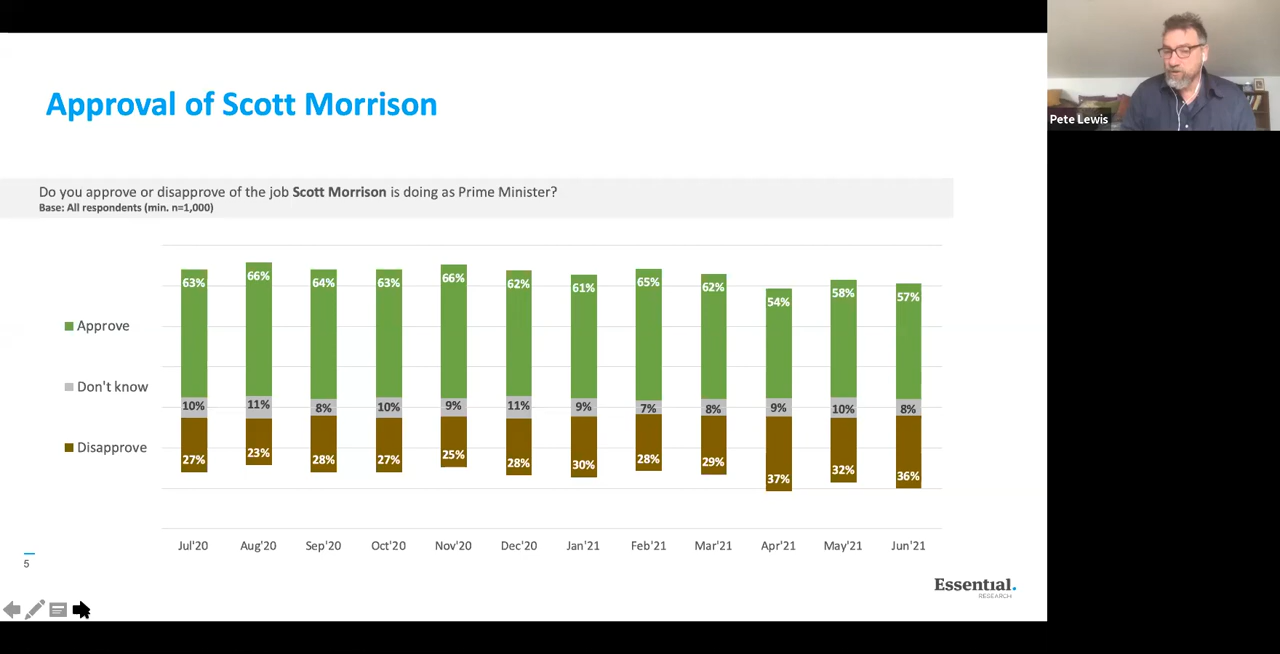 Approval of Scott Morrison
Pete Lewis
Do you approve or disapprove of the job Scott Morrison is doing as Prime Minister?
Base: All respondents (min. n=1,000)
Approve
Don't know
Disapprove
63% 66% 64% 63% 66% 62% 61% 65% 62% 54% 58% 57%
10% 11% 8% 10% 9% 11% 9% 7% 8% 9% 10% 8%
27% 23% 28% 27% 25% 28% 30% 28% 29% 37% 32% 36%
Jul'20 Aug'20 Sep'20 Oct'20 Nov'20 Dec'20 Jan'21 Feb'21 Mar'21 Apr'21 May'21 Jun'21
5
Essential.
RESEARCH